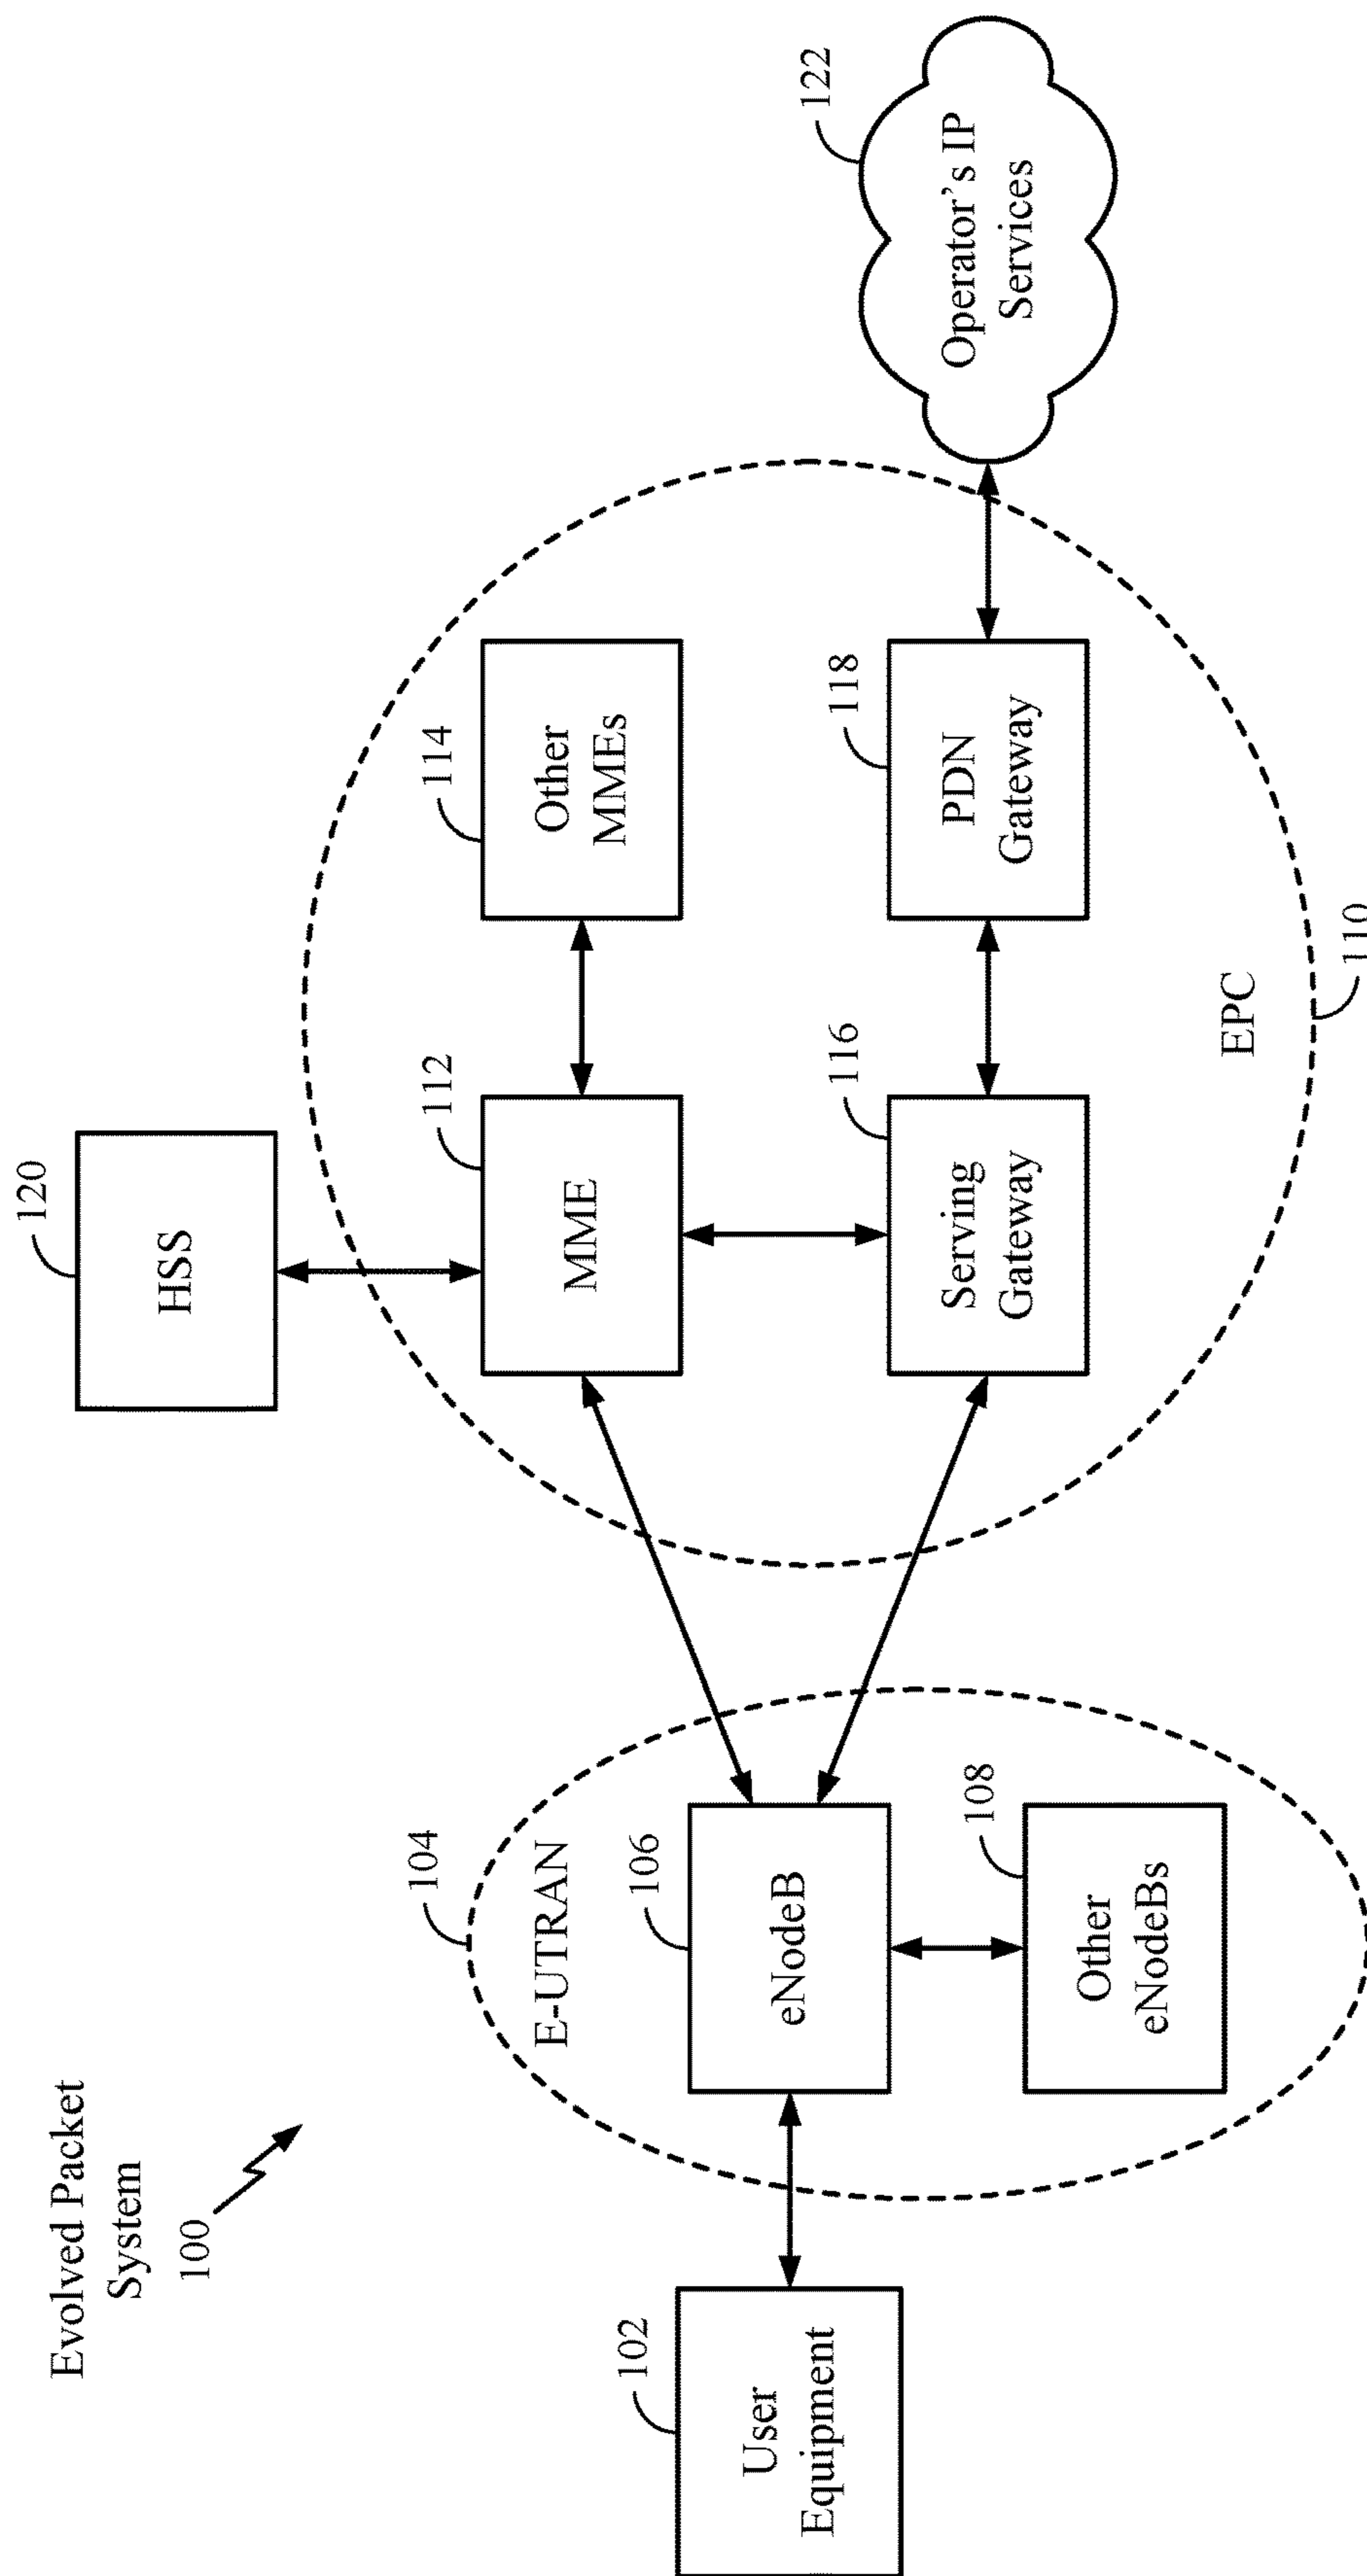 Evolved Packet
System
100
120
HSS
104
E-UTRAN
112
MME
114
Other
MMEs
122
Operator's IP
Services
102
User
Equipment
106
eNodeB
108
Other
eNodeBs
116
Serving
Gateway
118
PDN
Gateway
EPC
110